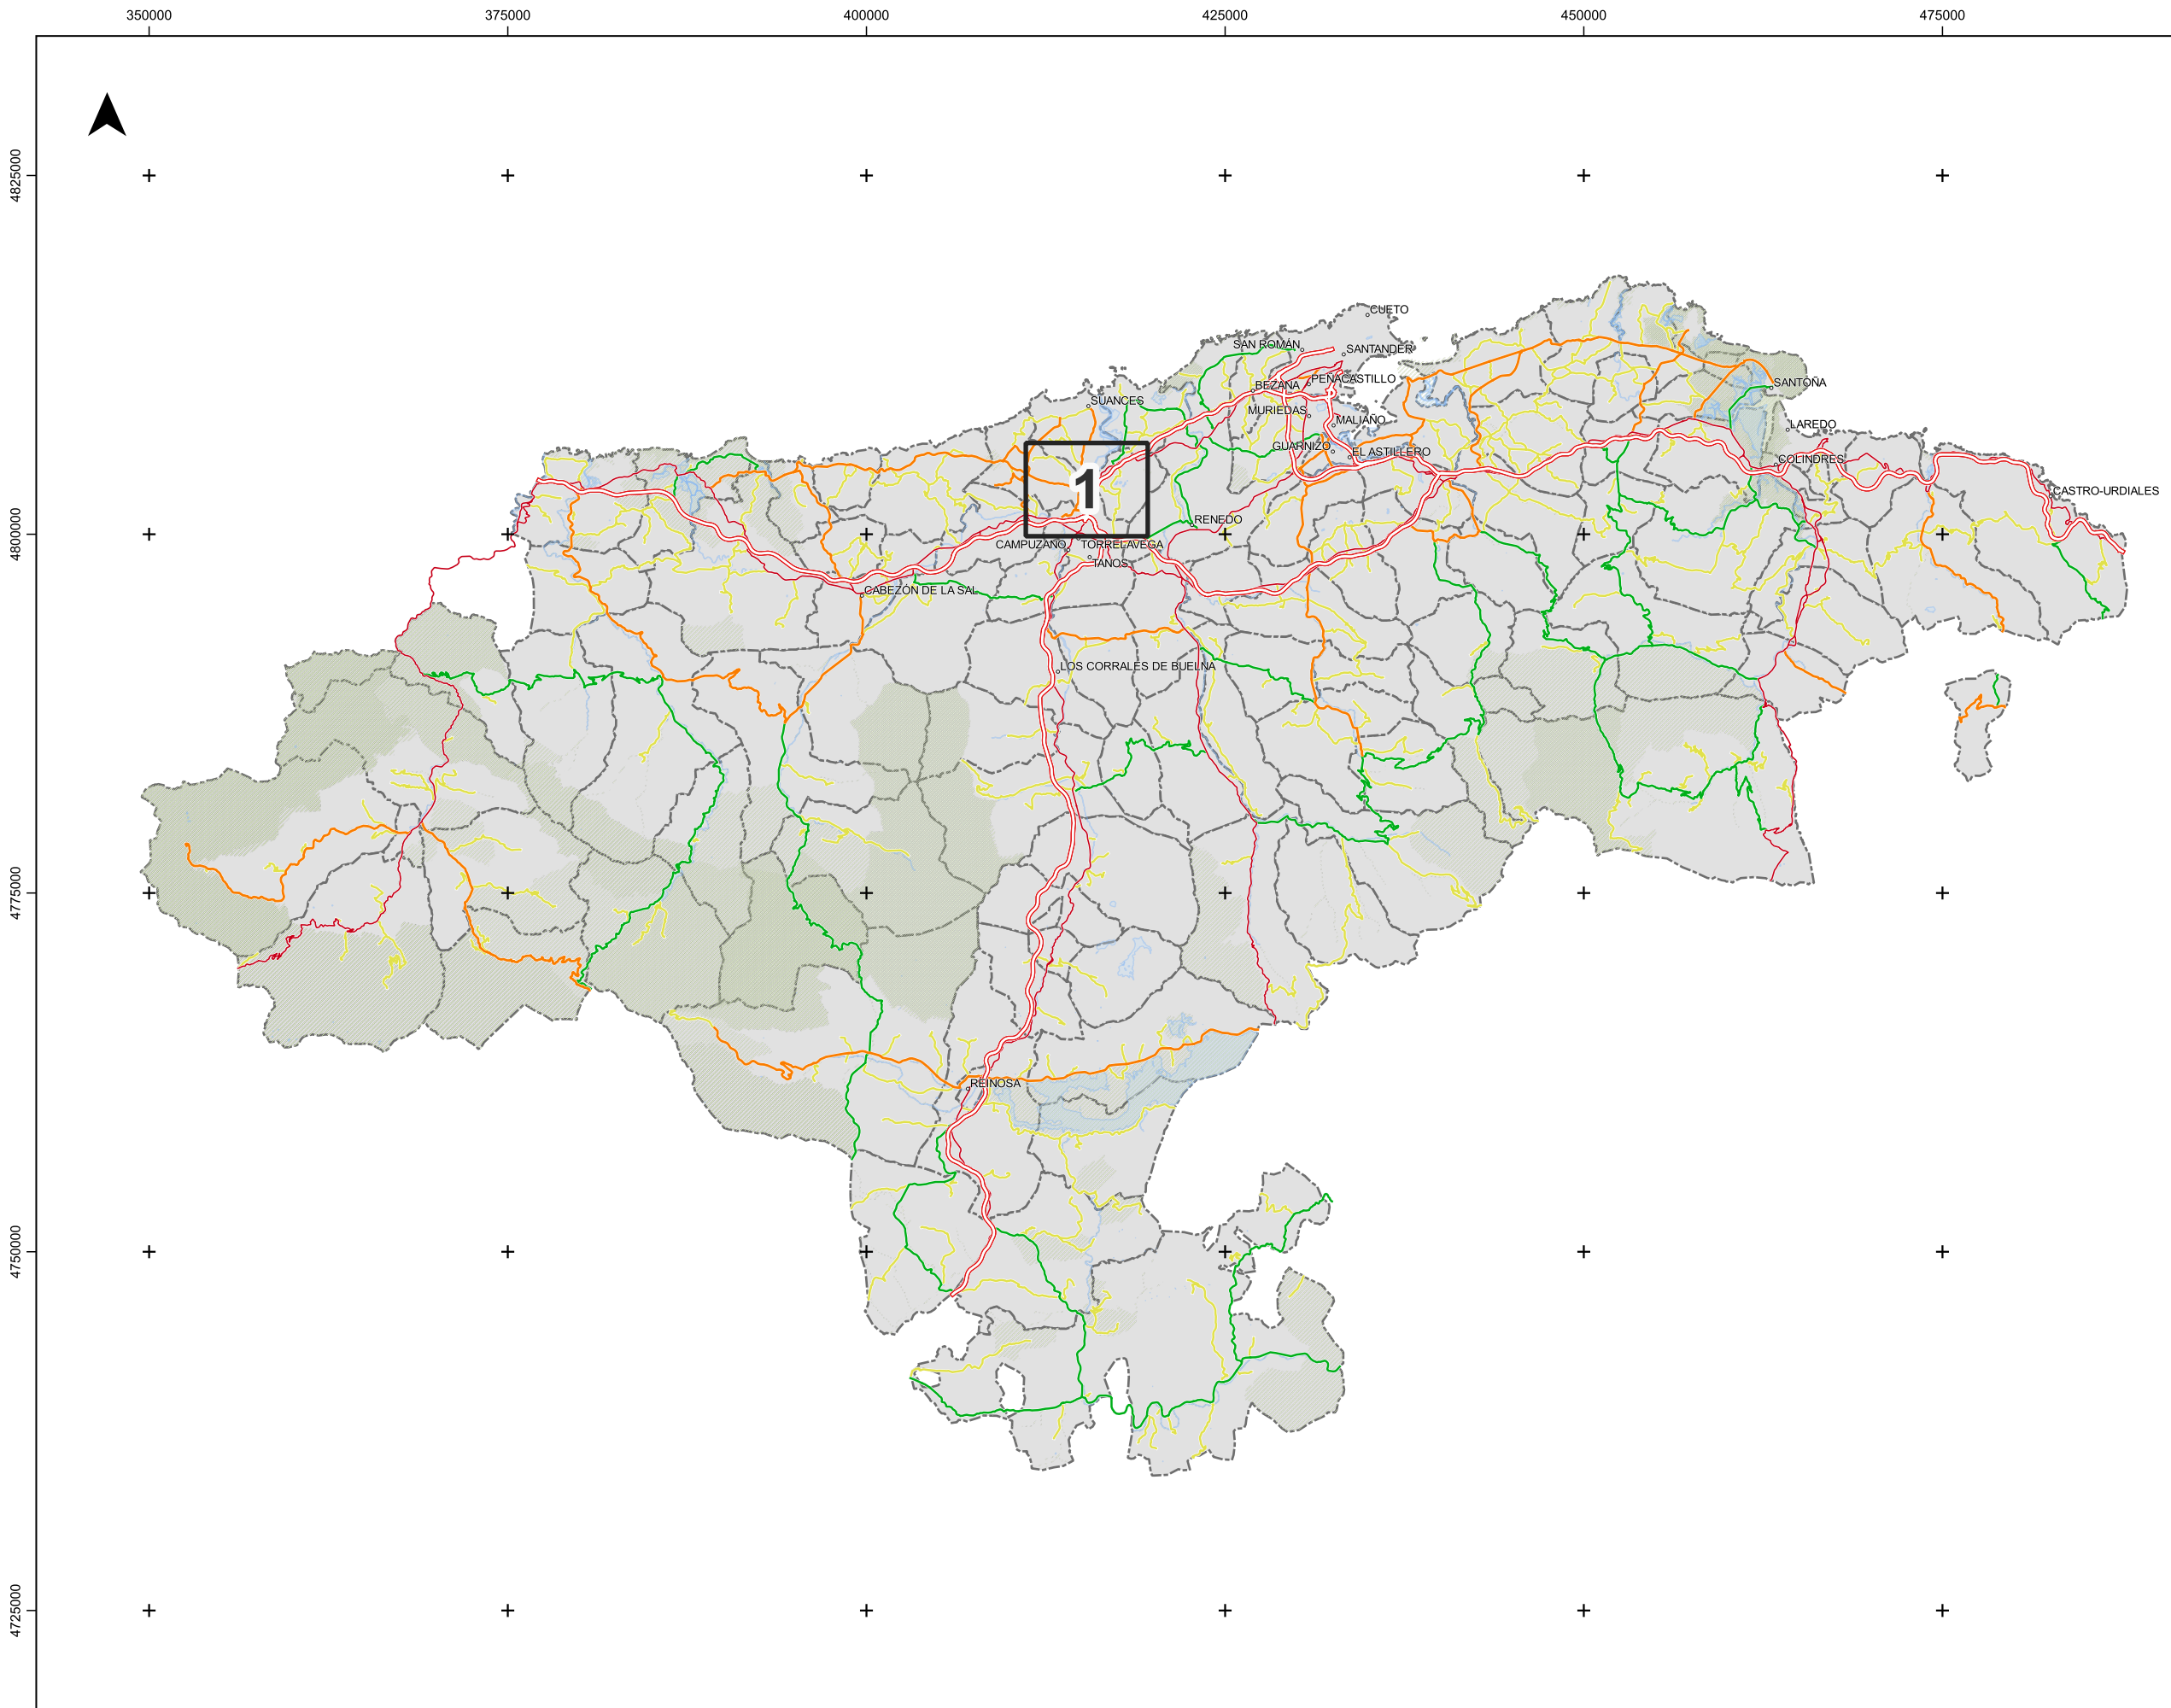 350000 375000 400000 425000 450000 475000
4825000
CUETO
SAN ROMÁN
SANTANDER
PEÑACASTILLO
BEZANA
SANTOÑA
SUANCES
MURIEDAS
MALIAÑO
LAREDO
GUARNIZO
EL ASTILLERO
COLINDRES
1
CASTRO-URDIALES
RENEDO
4800000
CAMPUZANO
TORRELAVEGA
TANOS
CABEZÓN DE LA SAL
LOS CORRALES DE BUELNA
4775000
REINOSA
4750000
4725000